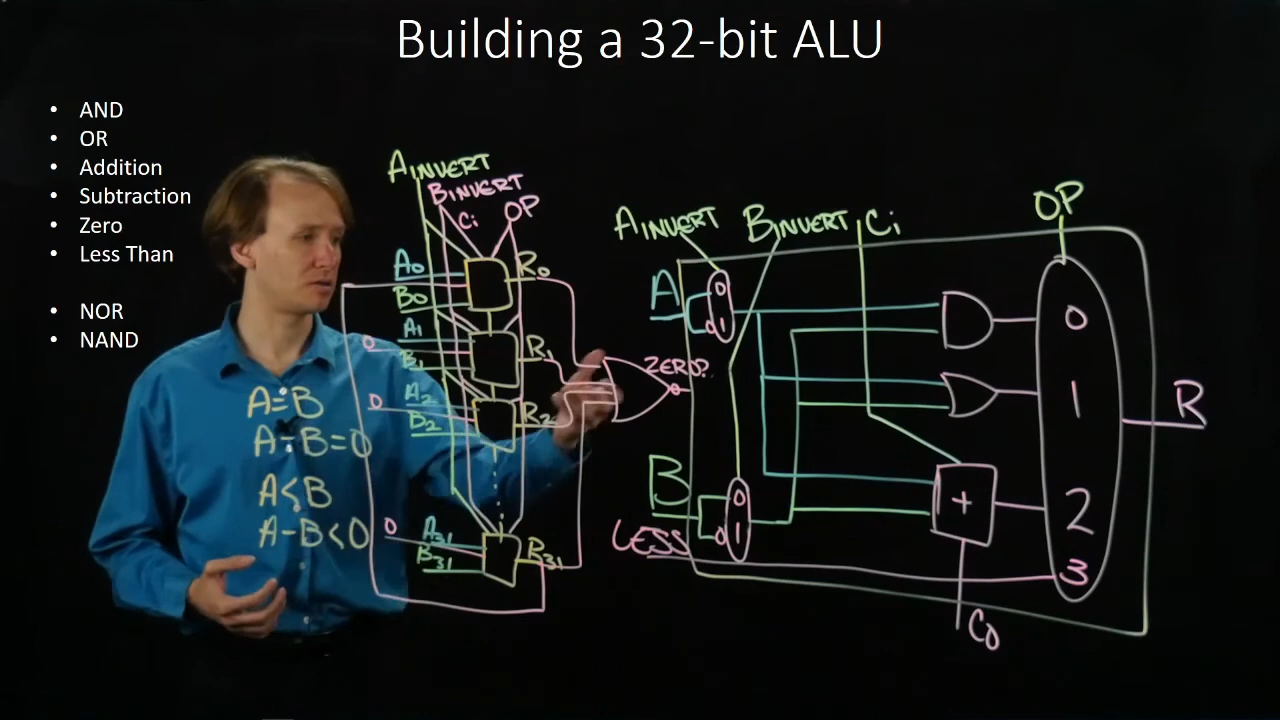 Building a 32-bit ALU
• AND
• OR
• Addition
• Subtraction
• Zero
• Less Than
• NOR
• NAND
A=B
A-B=0
A<B
A-B<0
AINVERT
BINVERT
Ci
OP
A0
B0
R0
A1
B1
0
R1
A2
B2
0
R2
A31
B31
0
R31
ZERO?
AINVERT
BINVERT
Ci
OP
A
0
1
B
0
1
LESS
+
0
1
2
3
R
Co